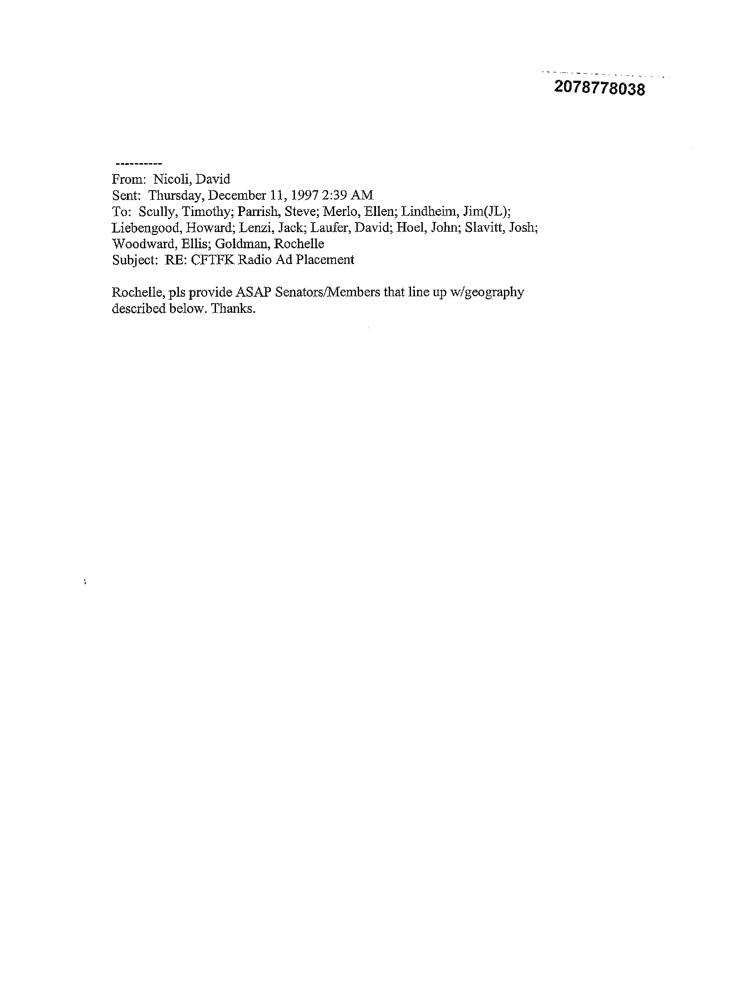 2078778038
----------
From: Nicoli, David
Sent: Thursday, December 11, 1997 2:39 AM
To: Scully, Timothy; Parrish, Steve; Merlo, Ellen; Lindheim, Jim(JL);
Liebengood, Howard; Lenzi, Jack; Laufer, David; Hoel, John; Slavitt, Josh;
Woodward, Ellis; Goldman, Rochelle
Subject: RE: CFTFK Radio Ad Placement
Rochelle, pls provide ASAP Senators/Members that line up w/geography
described below. Thanks.